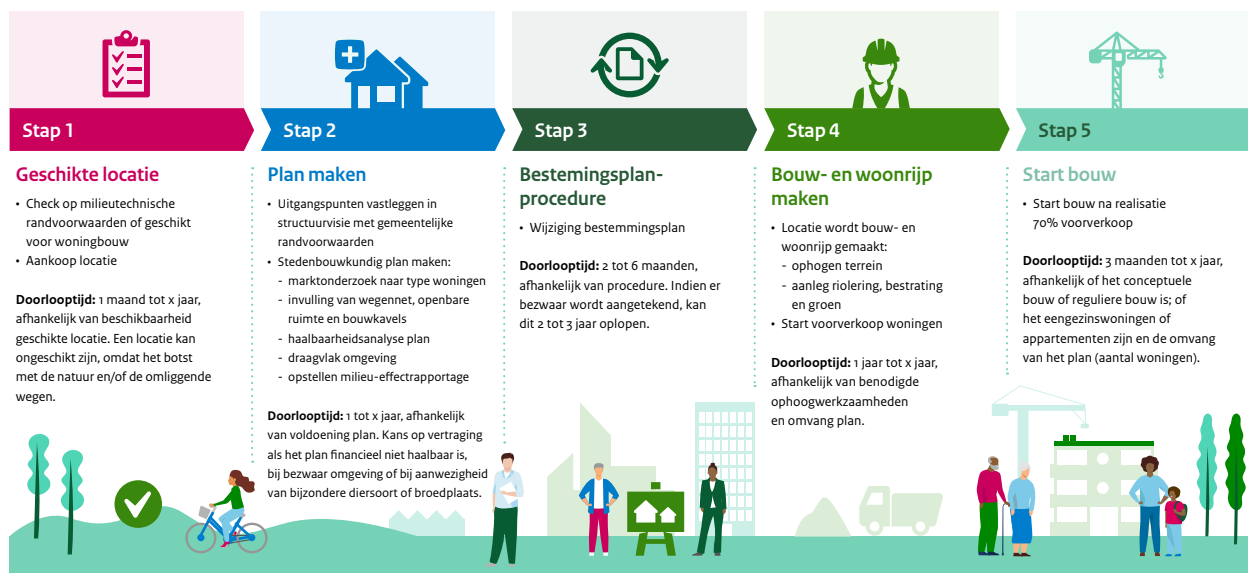 Stap 1
Geschikte locatie
• Check op milieutechnische
randvoorwaarden of geschikt
voor woningbouw
• Aankoop locatie
Doorlooptijd: 1 maand tot x jaar,
afhankelijk van beschikbaarheid
geschikte locatie. Een locatie kan
ongeschikt zijn, omdat het botst
met de natuur en/of de omliggende
wegen.
Stap 2
Plan maken
• Uitgangspunten vastleggen in
structuurvisie met gemeentelijke
randvoorwaarden
• Stedenbouwkundig plan maken:
- marktonderzoek naar type woningen
- invulling van wegennet, openbare
ruimte en bouwkavels
- haalbaarheidsanalyse plan
- draagvlak omgeving
- opstellen milieu-effectrapportage
Doorlooptijd: 1 tot x jaar, afhankelijk
van voldoening plan. Kans op vertraging
als het plan financieel niet haalbaar is,
bij bezwaar omgeving of bij aanwezigheid
van bijzondere diersoort of broedplaats.
Stap 3
Bestemingsplan-
procedure
• Wijziging bestemmingsplan
Doorlooptijd: 2 tot 6 maanden,
afhankelijk van procedure. Indien er
bezwaar wordt aangetekend, kan
dit 2 tot 3 jaar oplopen.
Stap 4
Bouw- en woonrijp
maken
• Locatie wordt bouw- en
woonrijp gemaakt:
- ophogen terrein
- aanleg riolering, bestrating
en groen
• Start voorverkoop woningen
Doorlooptijd: 1 jaar tot x jaar,
afhankelijk van benodigde
ophoogwerkzaamheden
en omvang plan.
Stap 5
Start bouw
• Start bouw na realisatie
70% voorverkoop
Doorlooptijd: 3 maanden tot x jaar,
afhankelijk of het conceptuele
bouw of reguliere bouw is; of
het eengezinswoningen of
appartementen zijn en de omvang
van het plan (aantal woningen).